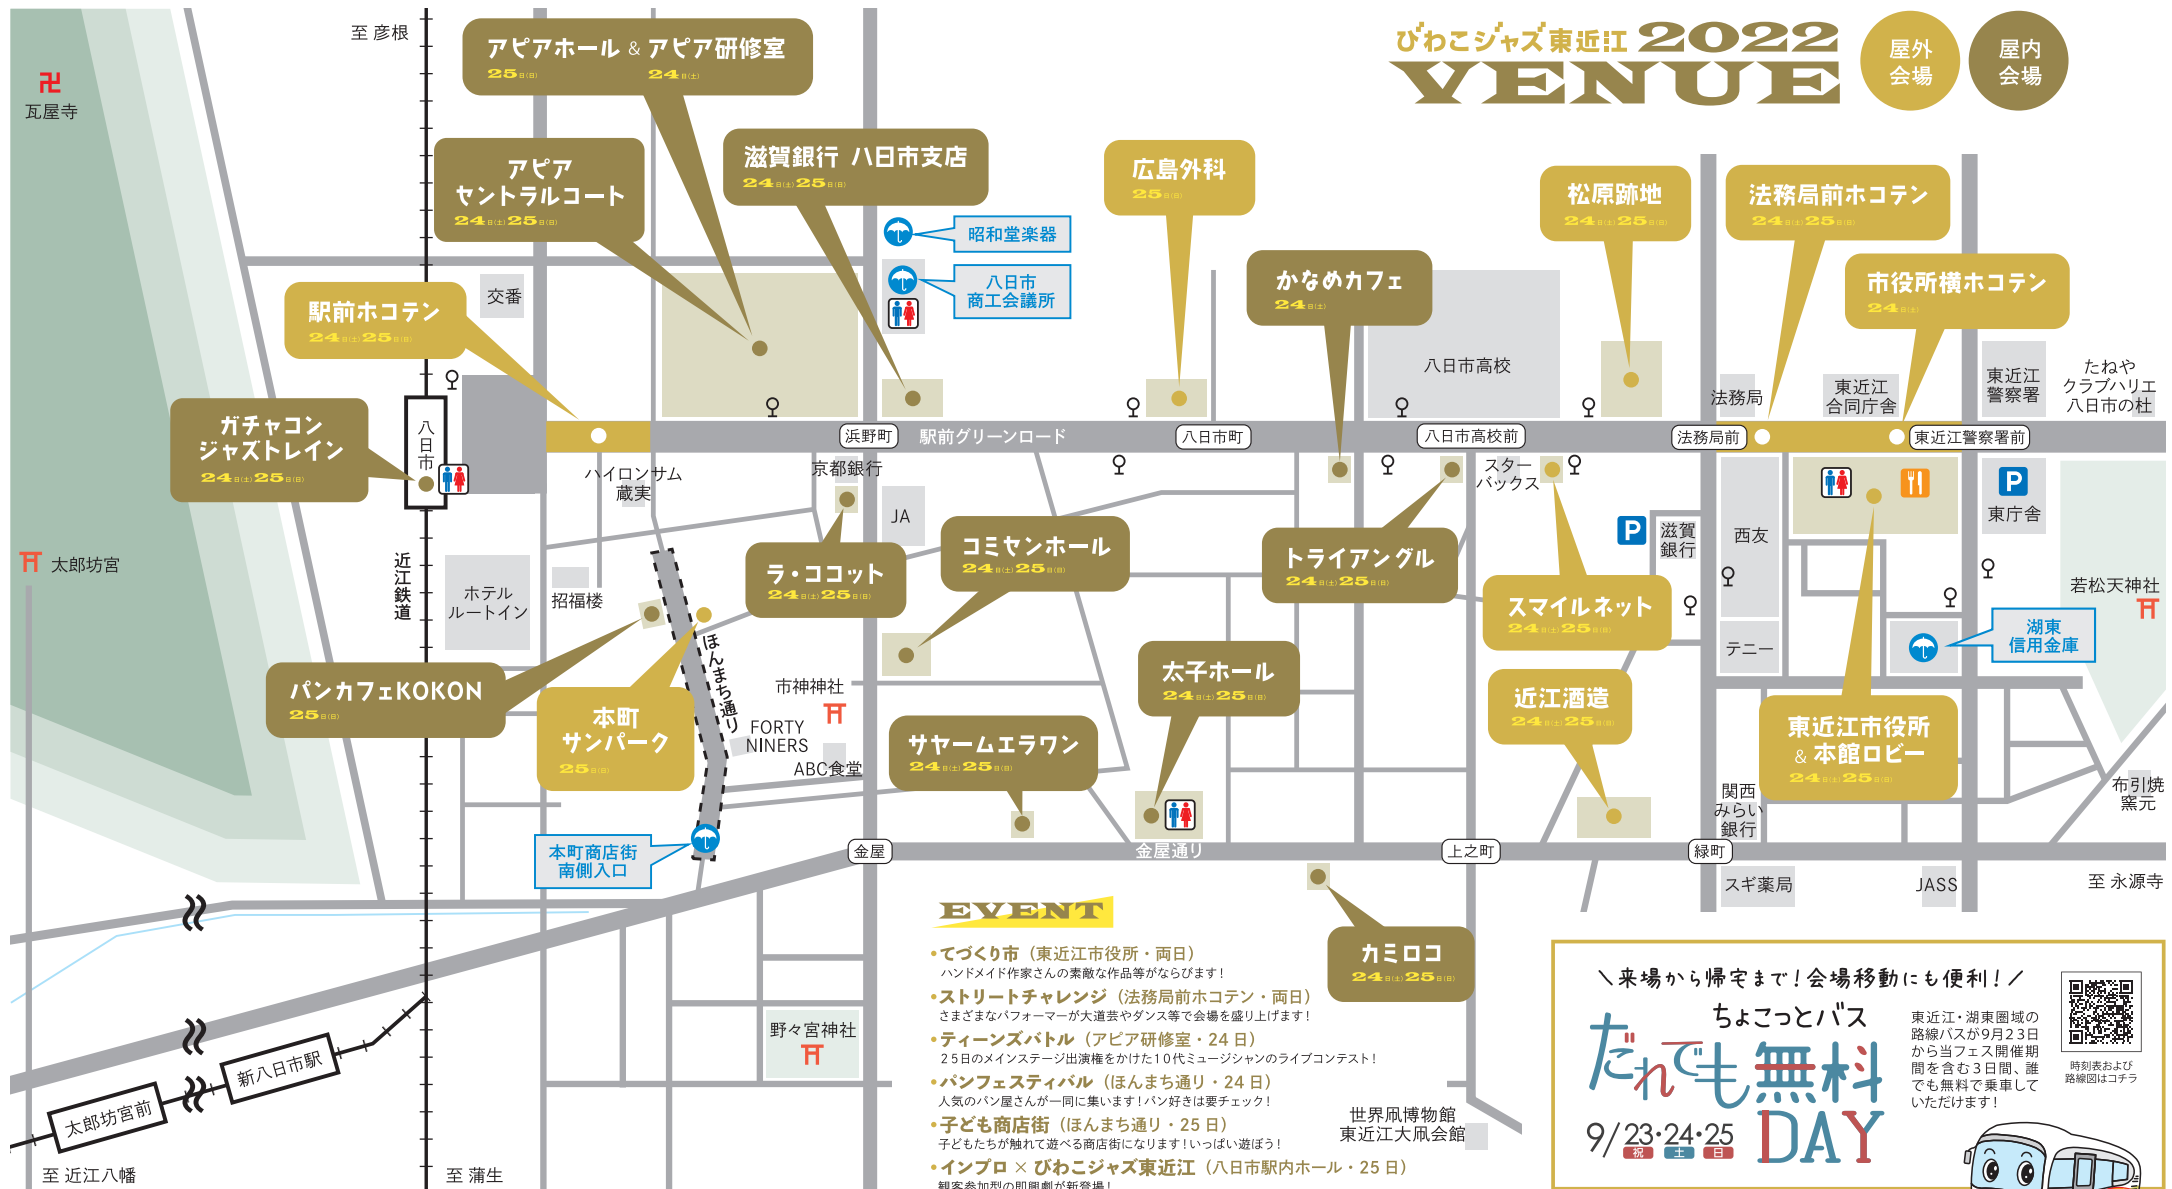 びわこジャズ東近江 2022
VENUE
屋外
会場
屋内
会場
至 彦根
瓦屋寺
アピアホール & アピア研修室
25日(日) 24日(土)
アピア
セントラルコート
24日(土) 25日(日)
滋賀銀行 八日市支店
24日(土) 25日(日)
昭和堂楽器
八日市
商工会議所
広島外科
25日(日)
かなめカフェ
24日(土)
松原跡地
24日(土) 25日(日)
法務局前ホコテン
24日(土) 25日(日)
市役所横ホコテン
24日(土)
駅前ホコテン
24日(土) 25日(日)
交番
八日市高校
法務局
東近江
合同庁舎
東近江
警察署
たねや
クラブハリエ
八日市の杜
ガチャコン
ジャズトレイン
24日(土) 25日(日)
八日市
浜野町
駅前グリーンロード
八日市町
八日市高校前
法務局前
東近江警察署前
ハイロンサム
蔵実
京都銀行
JA
スター
バックス
P
滋賀
銀行
西友
P
東庁舎
太郎坊宮
近江鉄道
ホテル
ルートイン
招福楼
ラ・ココット
24日(土) 25日(日)
コミセンホール
24日(土) 25日(日)
トライアングル
24日(土) 25日(日)
スマイルネット
24日(土) 25日(日)
若松天神社
湖東
信用金庫
テニー
パンカフェKOKON
25日(日)
本町
サンパーク
25日(日)
ほんまち通り
市神神社
FORTY
NINERS
ABC食堂
サヤームエラワン
24日(土) 25日(日)
太子ホール
24日(土) 25日(日)
近江酒造
24日(土) 25日(日)
東近江市役所
& 本館ロビー
24日(土) 25日(日)
関西
みらい
銀行
布引焼
窯元
本町商店街
南側入口
金屋
金屋通り
上之町
緑町
スギ薬局
JASS
至 永源寺
カミロコ
24日(土) 25日(日)
EVENT
・てづくり市（東近江市役所・両日）
ハンドメイド作家さんの素敵な作品等がならびます！
・ストリートチャレンジ（法務局前ホコテン・両日）
さまざまなパフォーマーが大道芸やダンス等で会場を盛り上げます！
・ティーンズバトル（アピア研修室・24日）
25日のメインステージ出演権をかけた10代ミュージシャンのライブコンテスト！
・パンフェスティバル（ほんまち通り・24日）
人気のパン屋さんが一同に集います！パン好きは要チェック！
・子ども商店街（ほんまち通り・25日）
子どもたちが触れて遊べる商店街になります！いっぱい遊ぼう！
・インプロ×びわこジャズ東近江（八日市駅内ホール・25日）
観客参加型の即興劇が新登場！
野々宮神社
新八日市駅
太郎坊宮前
至 近江八幡
至 蒲生
世界凧博物館
東近江大凧会館
＼来場から帰宅まで！会場移動にも便利！／
ちょこっとバス
だれでも無料
DAY
9/23・24・25
祝 土 日
東近江・湖東圏域の
路線バスが9月23日
から当フェス開催期
間を含む3日間、誰
でも無料で乗車して
いただけます！
時刻表および
路線図はコチラ